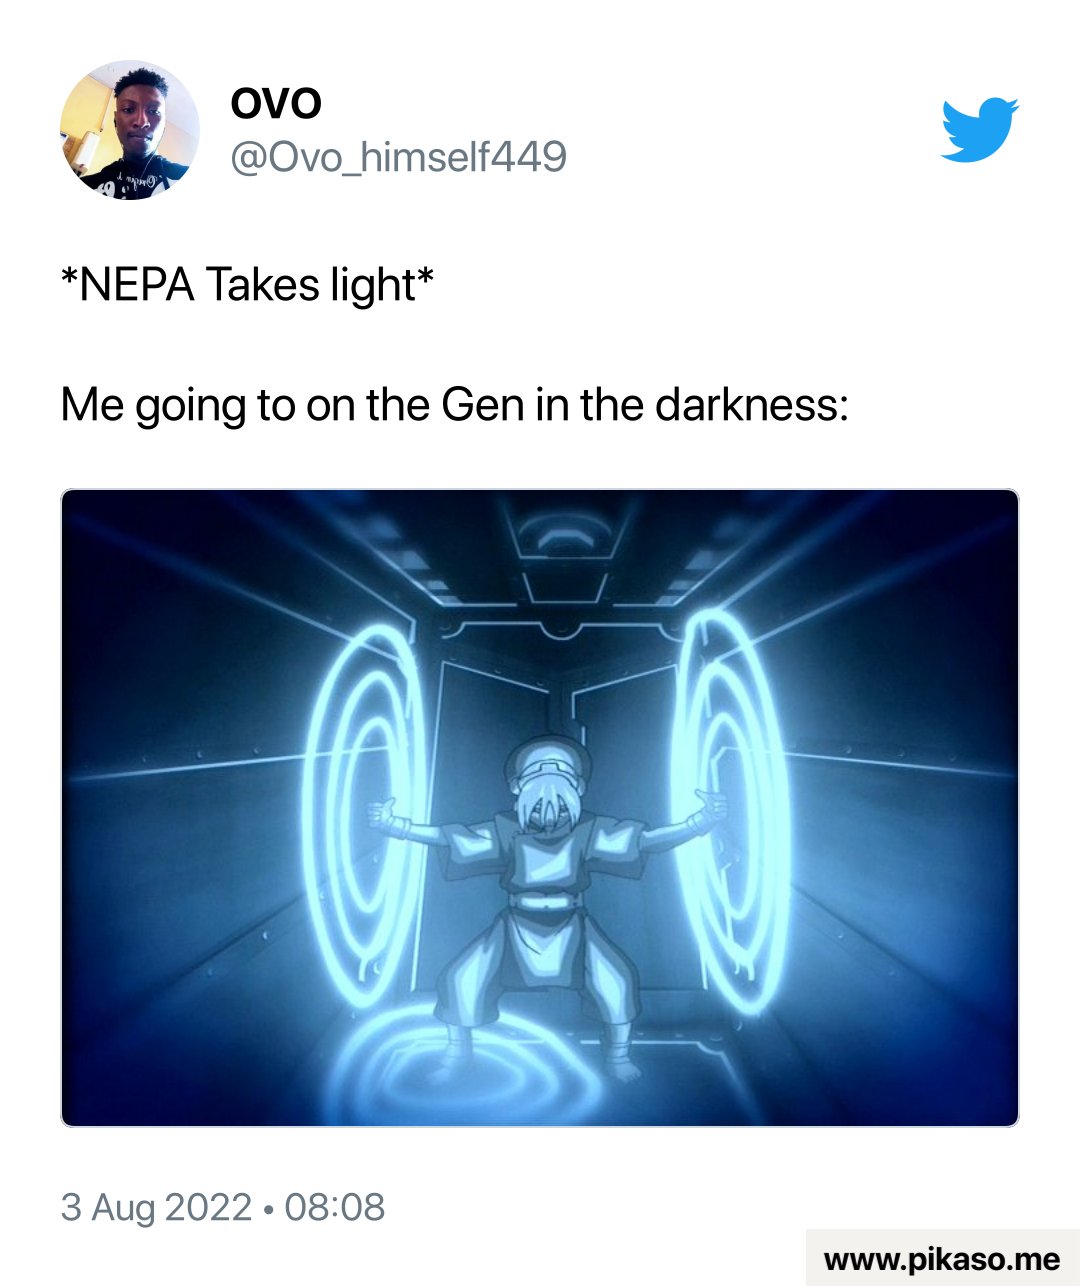 OVO
@Ovo_himself449
*NEPA Takes light*
Me going to on the Gen in the darkness:
3 Aug 2022 • 08:08
www.pikaso.me